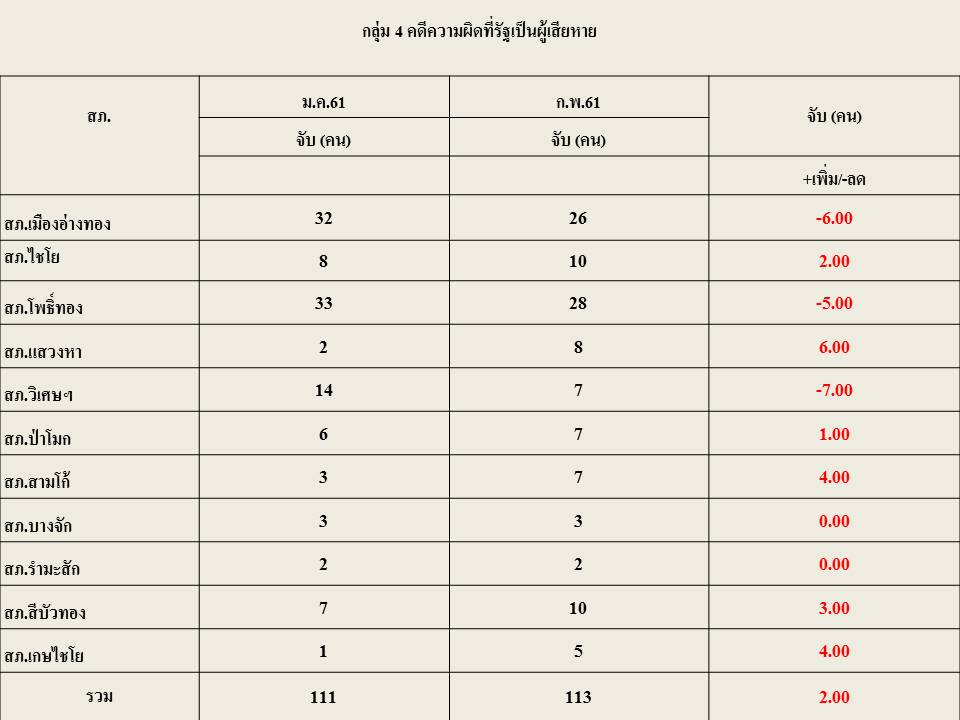 กลุ่ม 4 คดีความผิดที่รัฐเป็นผู้เสียหาย
สภ. ม.ค.61 ก.พ.61 จับ (คน)
จับ (คน) จับ (คน)
+เพิ่ม/-ลด
สภ.เมืองอ่างทอง 32 26 -6.00
สภ.ไชโย 8 10 2.00
สภ.โพธิ์ทอง 33 28 -5.00
สภ.แสวงหา 2 8 6.00
สภ.วิเศษฯ 14 7 -7.00
สภ.ป่าโมก 6 7 1.00
สภ.สามโก้ 3 7 4.00
สภ.บางจัก 3 3 0.00
สภ.รำมะสัก 2 2 0.00
สภ.สีบัวทอง 7 10 3.00
สภ.เกษไชโย 1 5 4.00
รวม 111 113 2.00